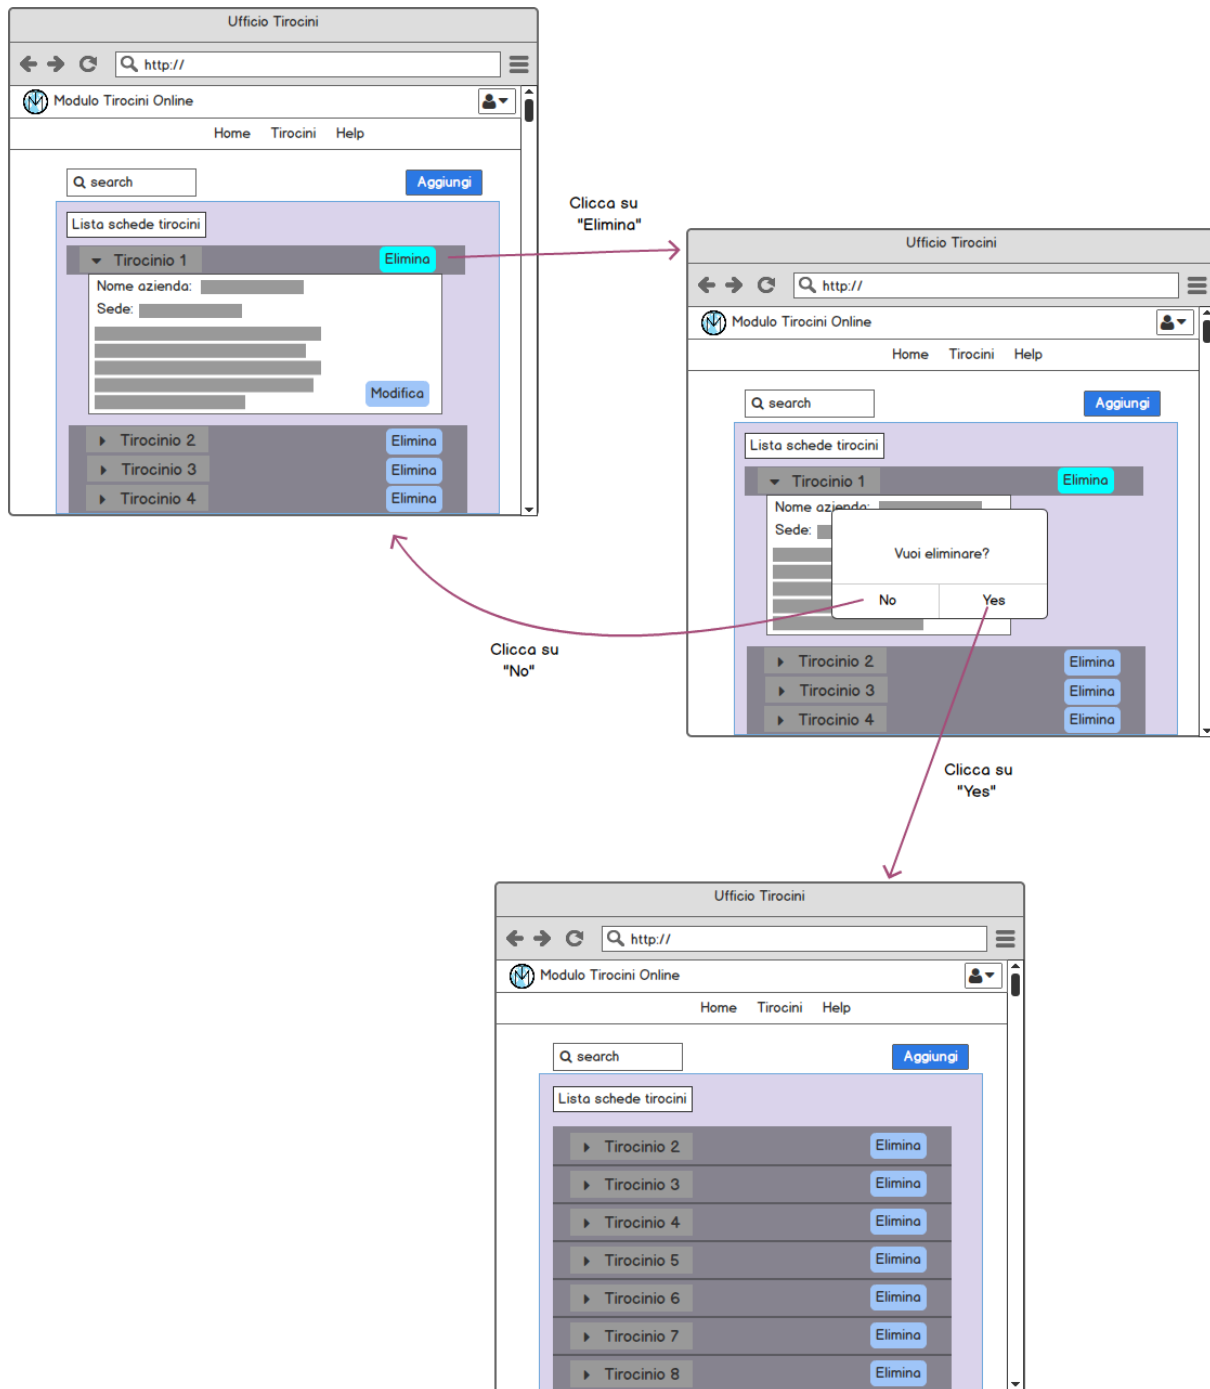 Ufficio Tirocini
http://
Modulo Tirocini Online
Home Tirocini Help
search
Aggiungi
Lista schede tirocini
Tirocinio 1
Elimina
Nome azienda:
Sede:
Modifica
Tirocinio 2
Elimina
Tirocinio 3
Elimina
Tirocinio 4
Elimina
Clicca su
"Elimina"
Ufficio Tirocini
http://
Modulo Tirocini Online
Home Tirocini Help
search
Aggiungi
Lista schede tirocini
Tirocinio 1
Elimina
Nome azienda:
Sede:
Vuoi eliminare?
No
Yes
Tirocinio 2
Elimina
Tirocinio 3
Elimina
Tirocinio 4
Elimina
Clicca su
"No"
Clicca su
"Yes"
Ufficio Tirocini
http://
Modulo Tirocini Online
Home Tirocini Help
search
Aggiungi
Lista schede tirocini
Tirocinio 2
Elimina
Tirocinio 3
Elimina
Tirocinio 4
Elimina
Tirocinio 5
Elimina
Tirocinio 6
Elimina
Tirocinio 7
Elimina
Tirocinio 8
Elimina